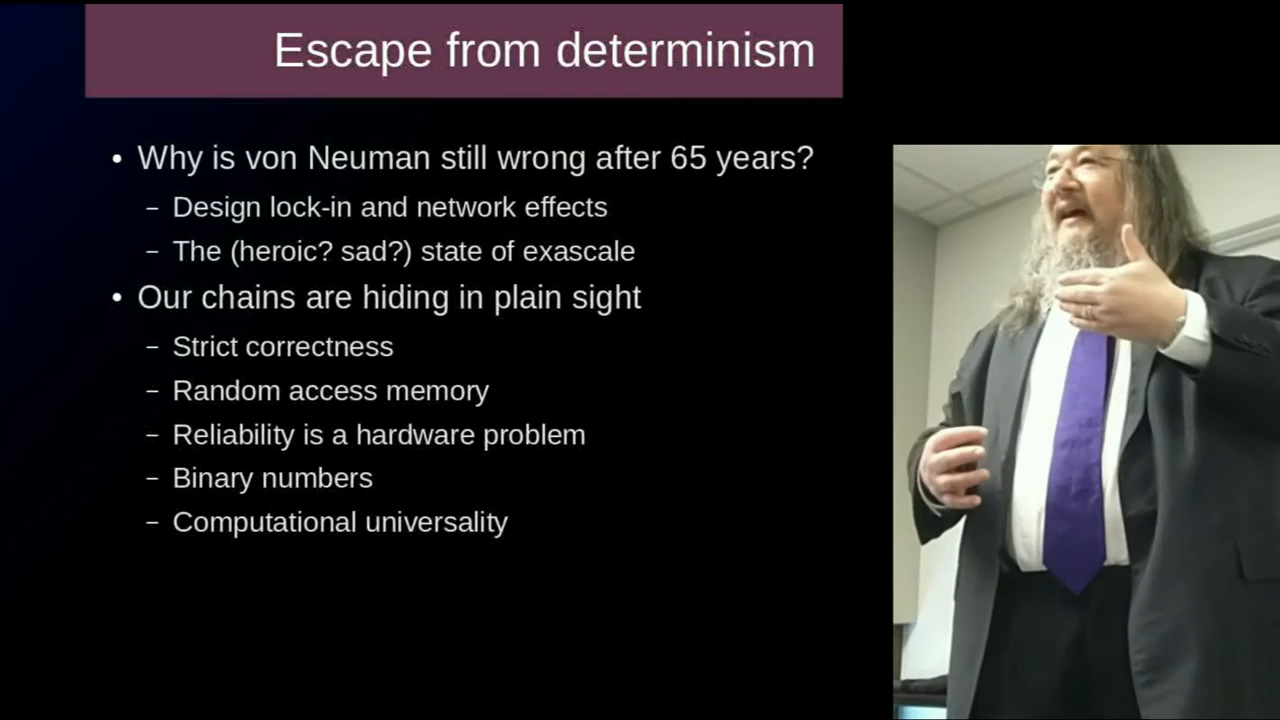 Escape from determinism
• Why is von Neuman still wrong after 65 years?
– Design lock-in and network effects
– The (heroic? sad?) state of exascale
• Our chains are hiding in plain sight
– Strict correctness
– Random access memory
– Reliability is a hardware problem
– Binary numbers
– Computational universality